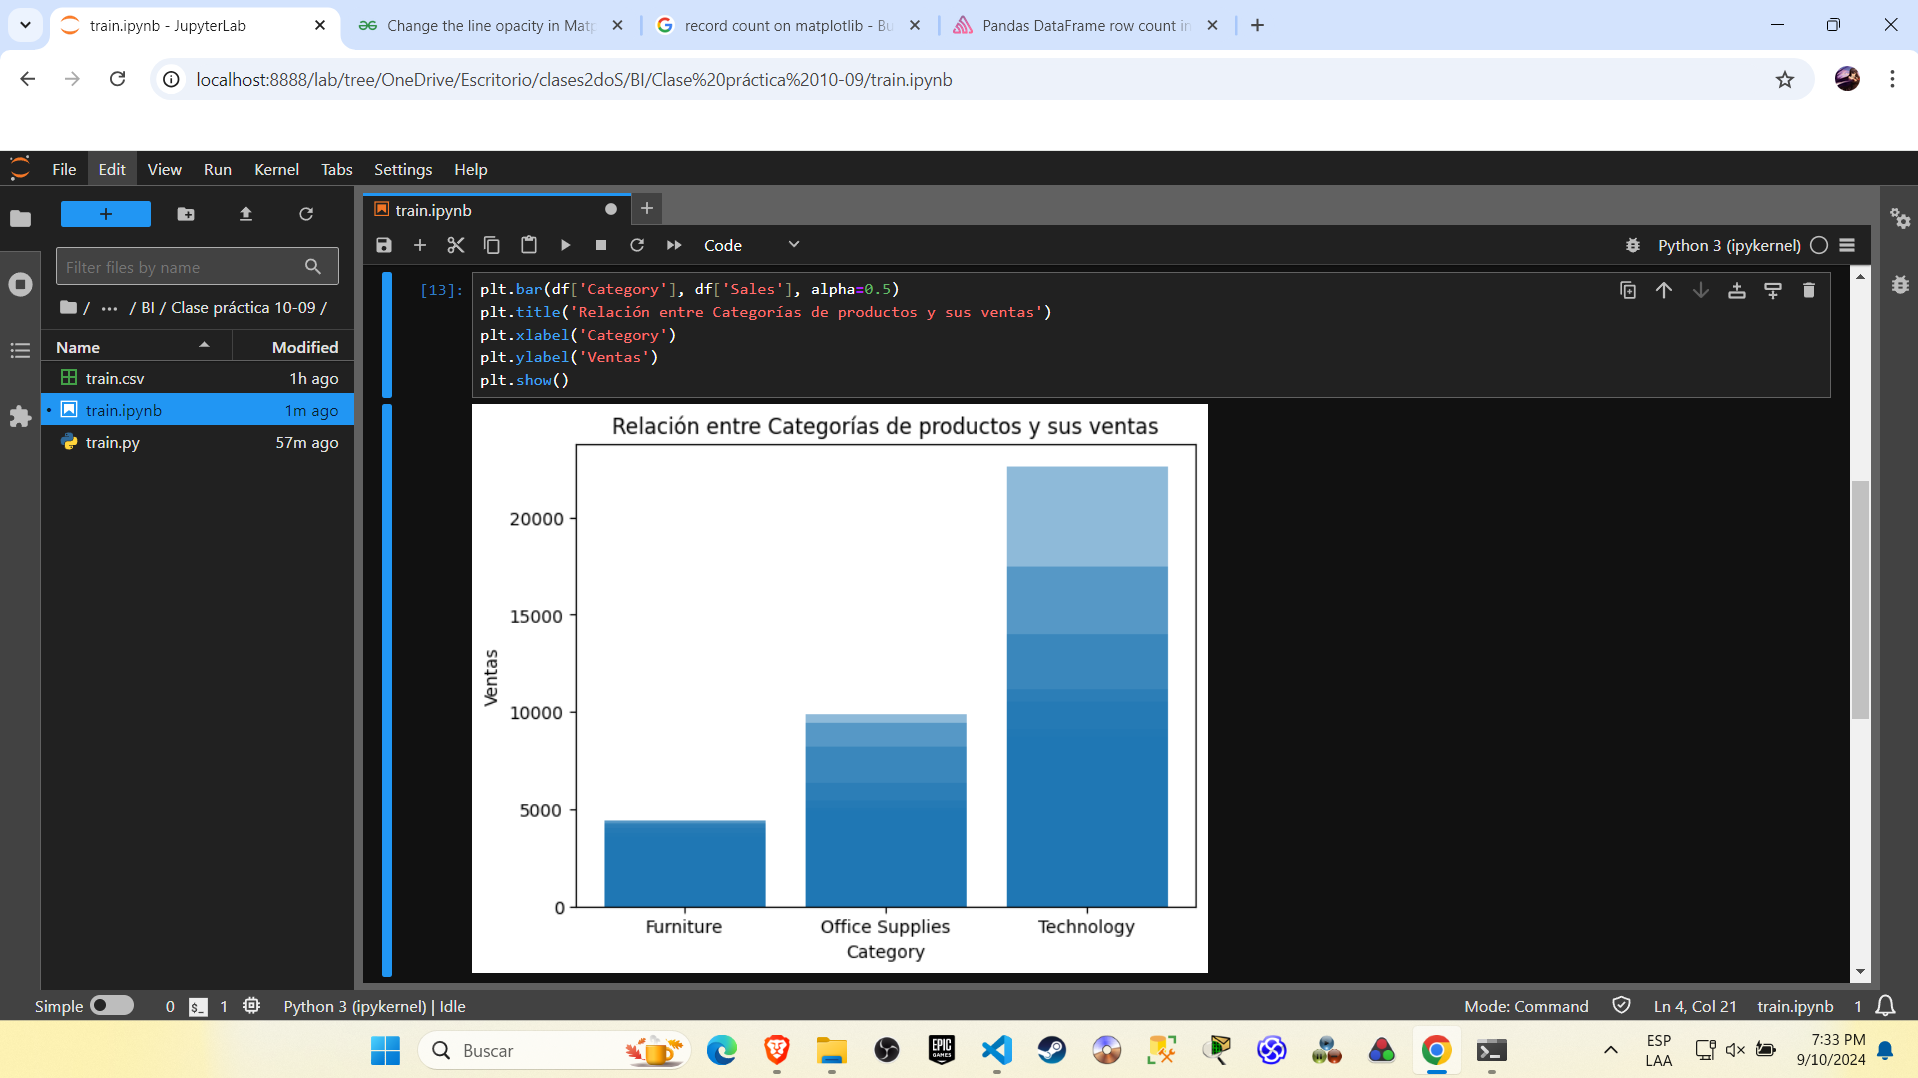 train.ipynb - JupyterLab
Change the line opacity in Matp
record count on matplotlib - Bu
Pandas DataFrame row count in
localhost:8888/lab/tree/OneDrive/Escritorio/clases2doS/BI/Clase%20práctica%2010-09/train.ipynb
File Edit View Run Kernel Tabs Settings Help
train.ipynb
Code
Python 3 (ipykernel)
Filter files by name
/ ··· / BI / Clase práctica 10-09 /
Name Modified
train.csv 1h ago
train.ipynb 1m ago
train.py 57m ago
[13]:
plt.bar(df['Category'], df['Sales'], alpha=0.5)
plt.title('Relación entre Categorías de productos y sus ventas')
plt.xlabel('Category')
plt.ylabel('Ventas')
plt.show()
Relación entre Categorías de productos y sus ventas
20000
15000
10000
5000
0
Ventas
Furniture Office Supplies Technology
Category
Simple 0 $_ 1 Python 3 (ipykernel) | Idle
Mode: Command Ln 4, Col 21 train.ipynb 1
Buscar
EPIC GAMES
ESP
LAA
7:33 PM
9/10/2024